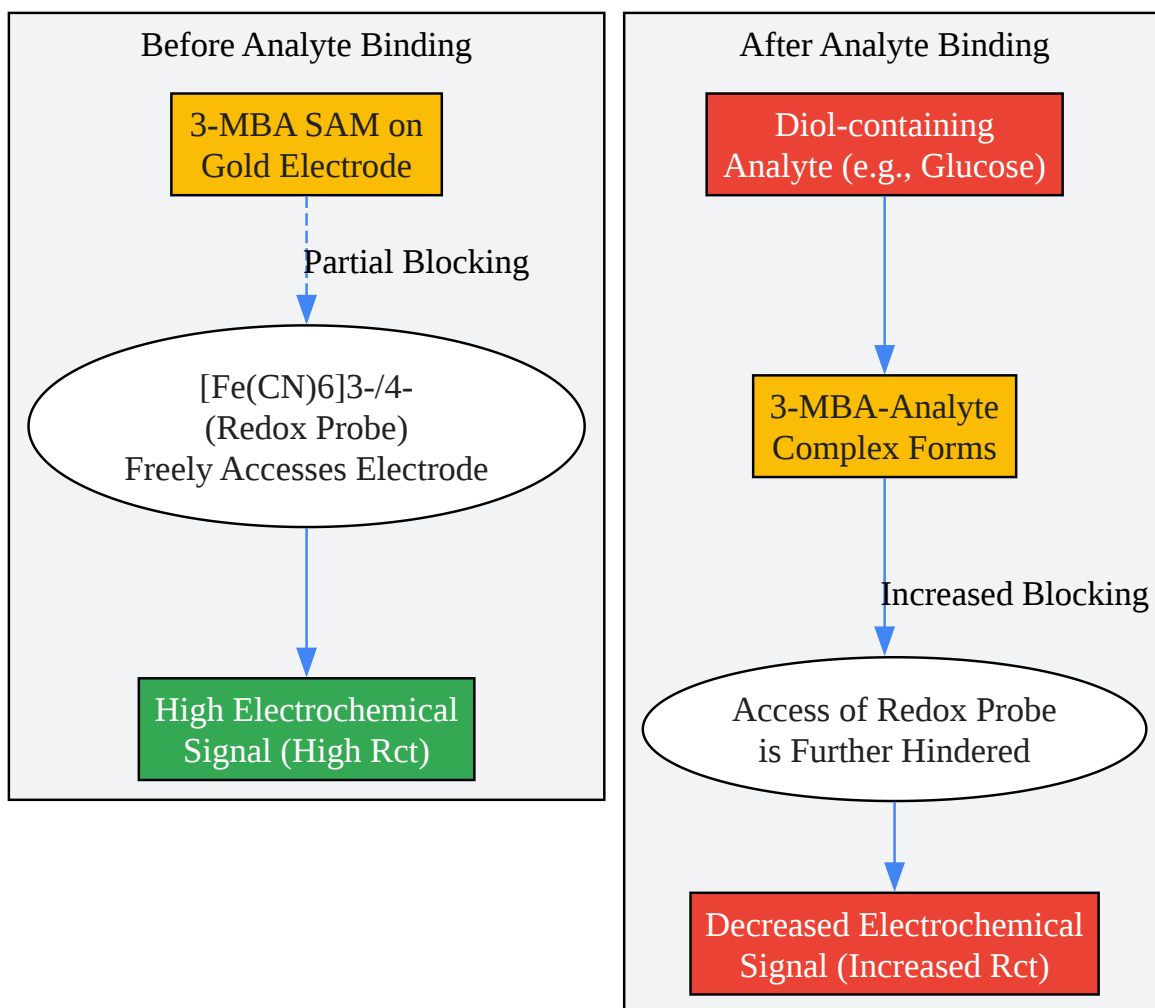 Before Analyte Binding
3-MBA SAM on
Gold Electrode
Partial Blocking
[Fe(CN)6]3-/4-
(Redox Probe)
Freely Accesses Electrode
High Electrochemical
Signal (High Rct)
After Analyte Binding
Diol-containing
Analyte (e.g., Glucose)
3-MBA-Analyte
Complex Forms
Increased Blocking
Access of Redox Probe
is Further Hindered
Decreased Electrochemical
Signal (Increased Rct)